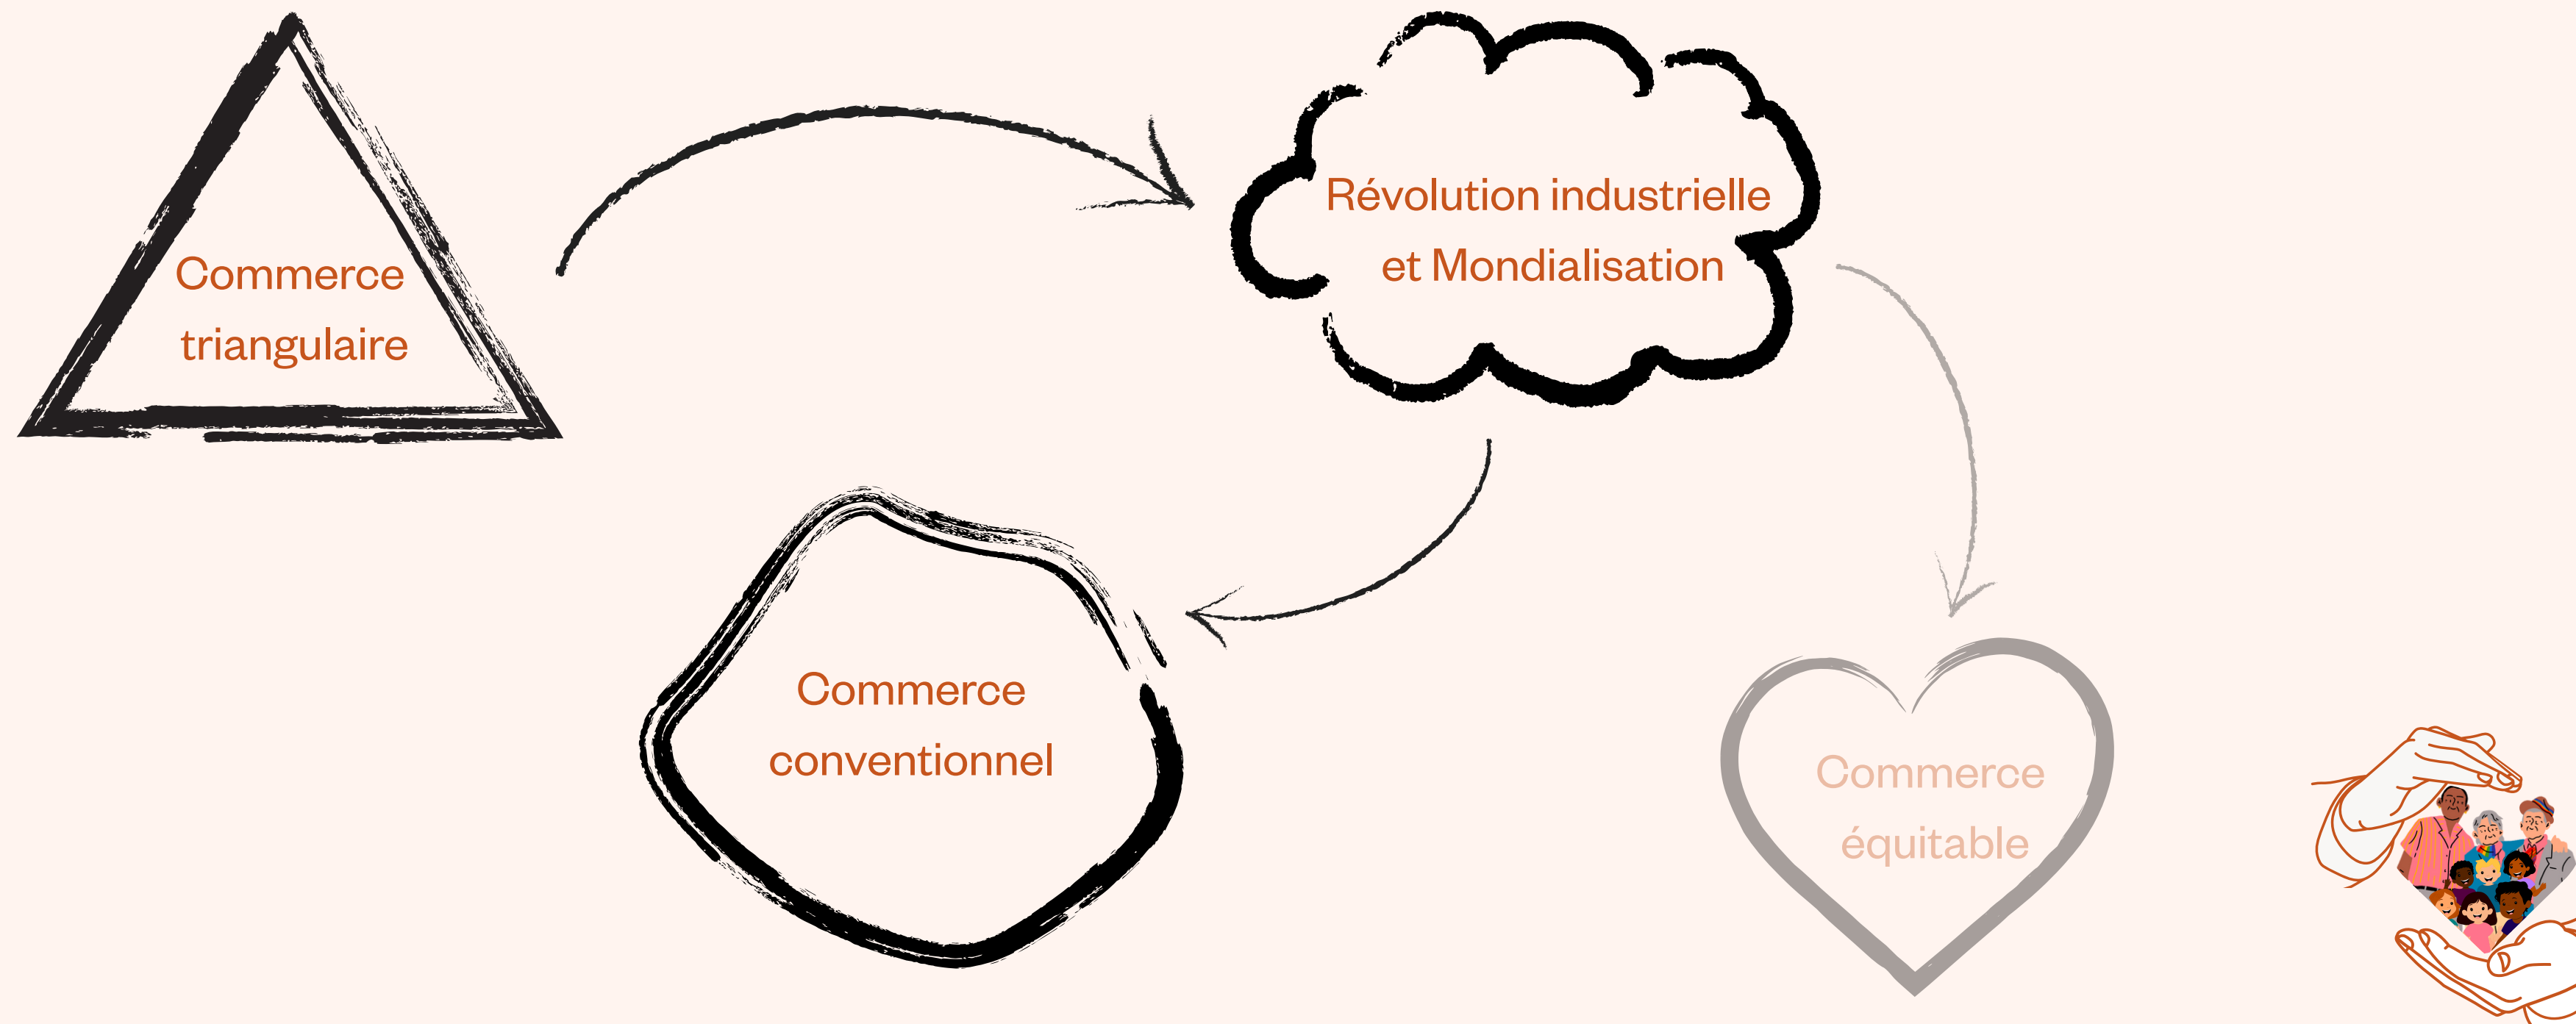 Commerce
triangulaire
Révolution industrielle
et Mondialisation
Commerce
conventionnel
Commerce
équitable